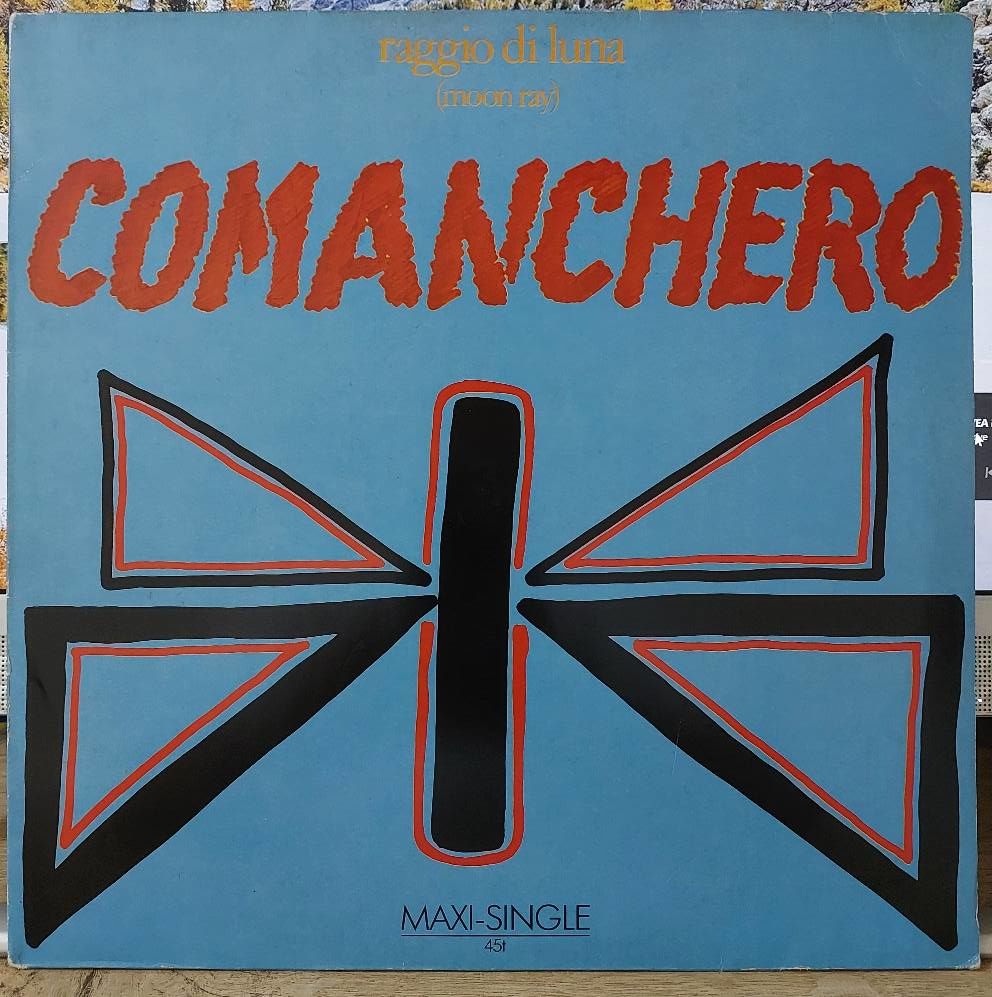 raggio di luna
(moon ray)
COMANCHERO
MAXI-SINGLE
45t